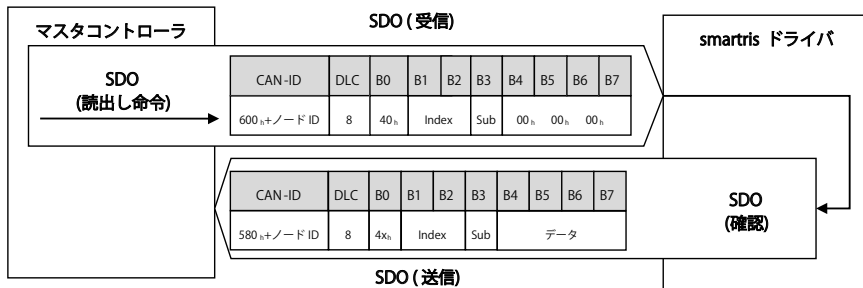 マスタコントローラ
SDO (受信)
smartris ドライバ
SDO
(読出し命令)
CAN-ID DLC B0 B1 B2 B3 B4 B5 B6 B7
600h+ノード ID 8 40h Index Sub 00h 00h 00h
CAN-ID DLC B0 B1 B2 B3 B4 B5 B6 B7
580h+ノード ID 8 4xh Index Sub データ
SDO
(確認)
SDO (送信)